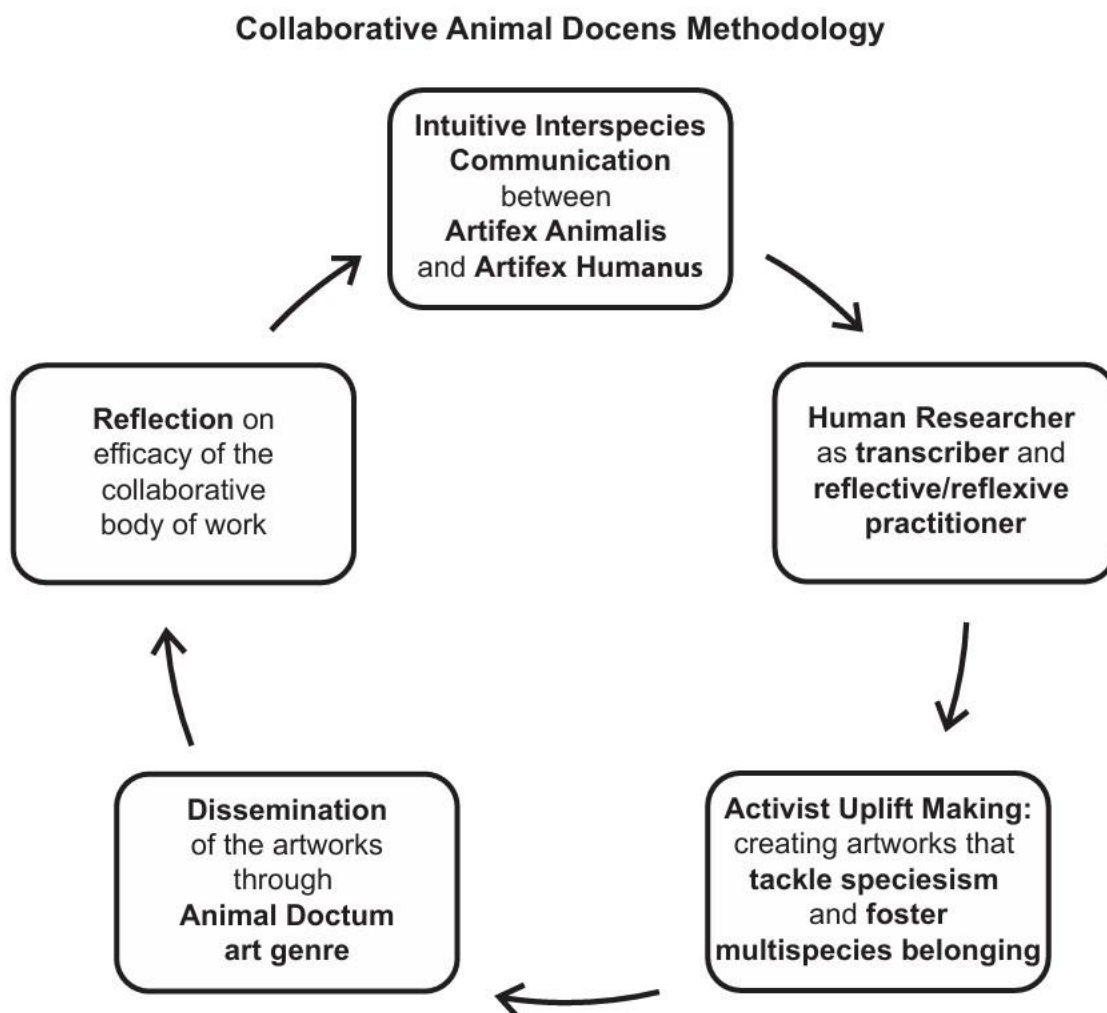 Collaborative Animal Docens Methodology
Intuitive Interspecies
Communication
between
Artifex Animalis
and Artifex Humanus
Human Researcher
as transcriber and
reflective/reflexive
practitioner
Activist Uplift Making:
creating artworks that
tackle speciesism
and foster
multispecies belonging
Dissemination
of the artworks
through
Animal Doctum
art genre
Reflection on
efficacy of the
collaborative
body of work